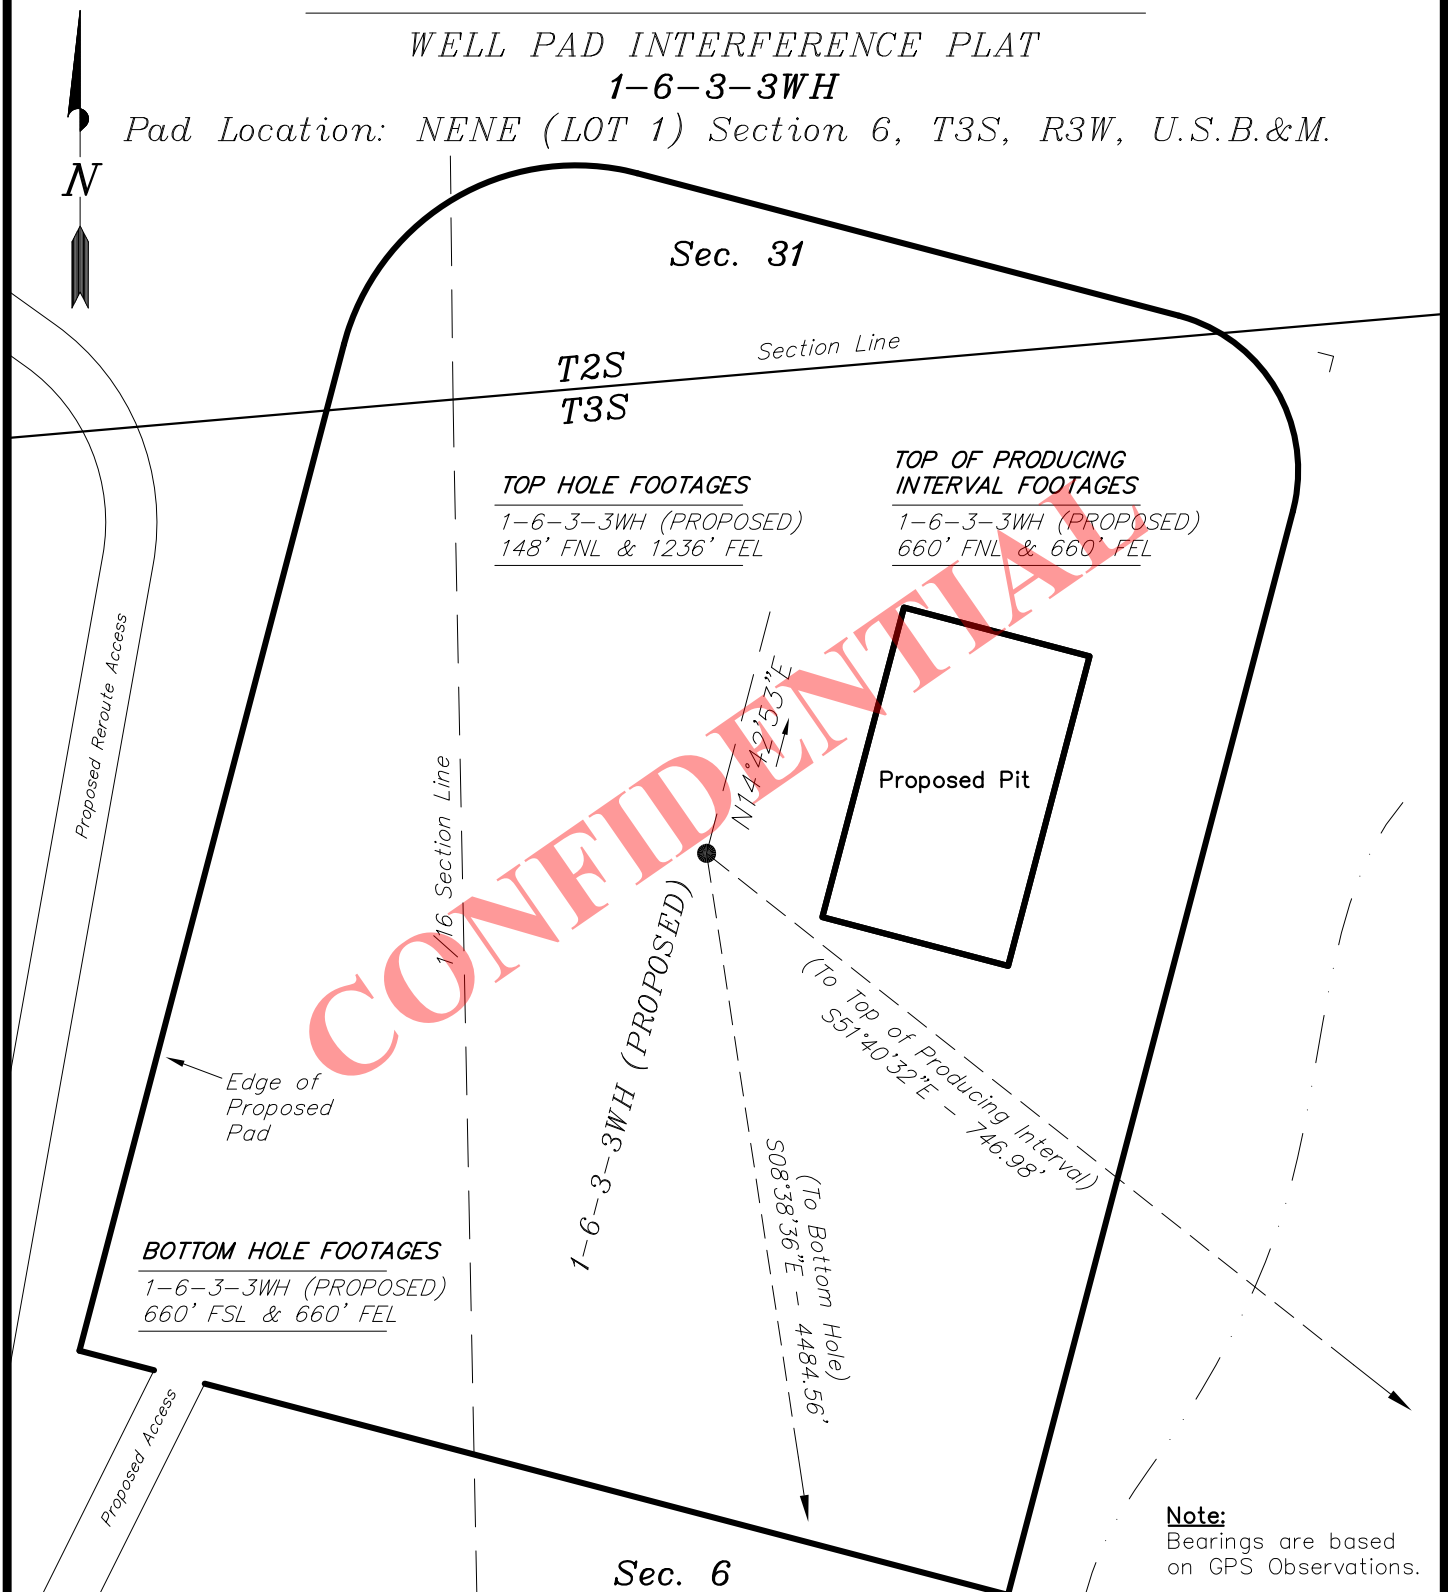 WELL PAD INTERFERENCE PLAT
1-6-3-3WH
Pad Location: NENE (LOT 1) Section 6, T3S, R3W, U.S.B.&M.
N
Sec. 31
Section Line
T2S
T3S
TOP HOLE FOOTAGES
1-6-3-3WH (PROPOSED)
148' FNL & 1236' FEL
TOP OF PRODUCING
INTERVAL FOOTAGES
1-6-3-3WH (PROPOSED)
660' FNL & 660' FEL
Proposed Reroute Access
N14°42'53"E
Proposed Pit
1/16 Section Line
CONFIDENTIAL
1-6-3-3WH (PROPOSED)
(To Top of Producing Interval)
S51°40'32"E - 746.98'
Edge of
Proposed
Pad
(To Bottom Hole)
S08°38'36"E - 4484.56'
BOTTOM HOLE FOOTAGES
1-6-3-3WH (PROPOSED)
660' FSL & 660' FEL
Proposed Access
Note:
Bearings are based
on GPS Observations.
Sec. 6